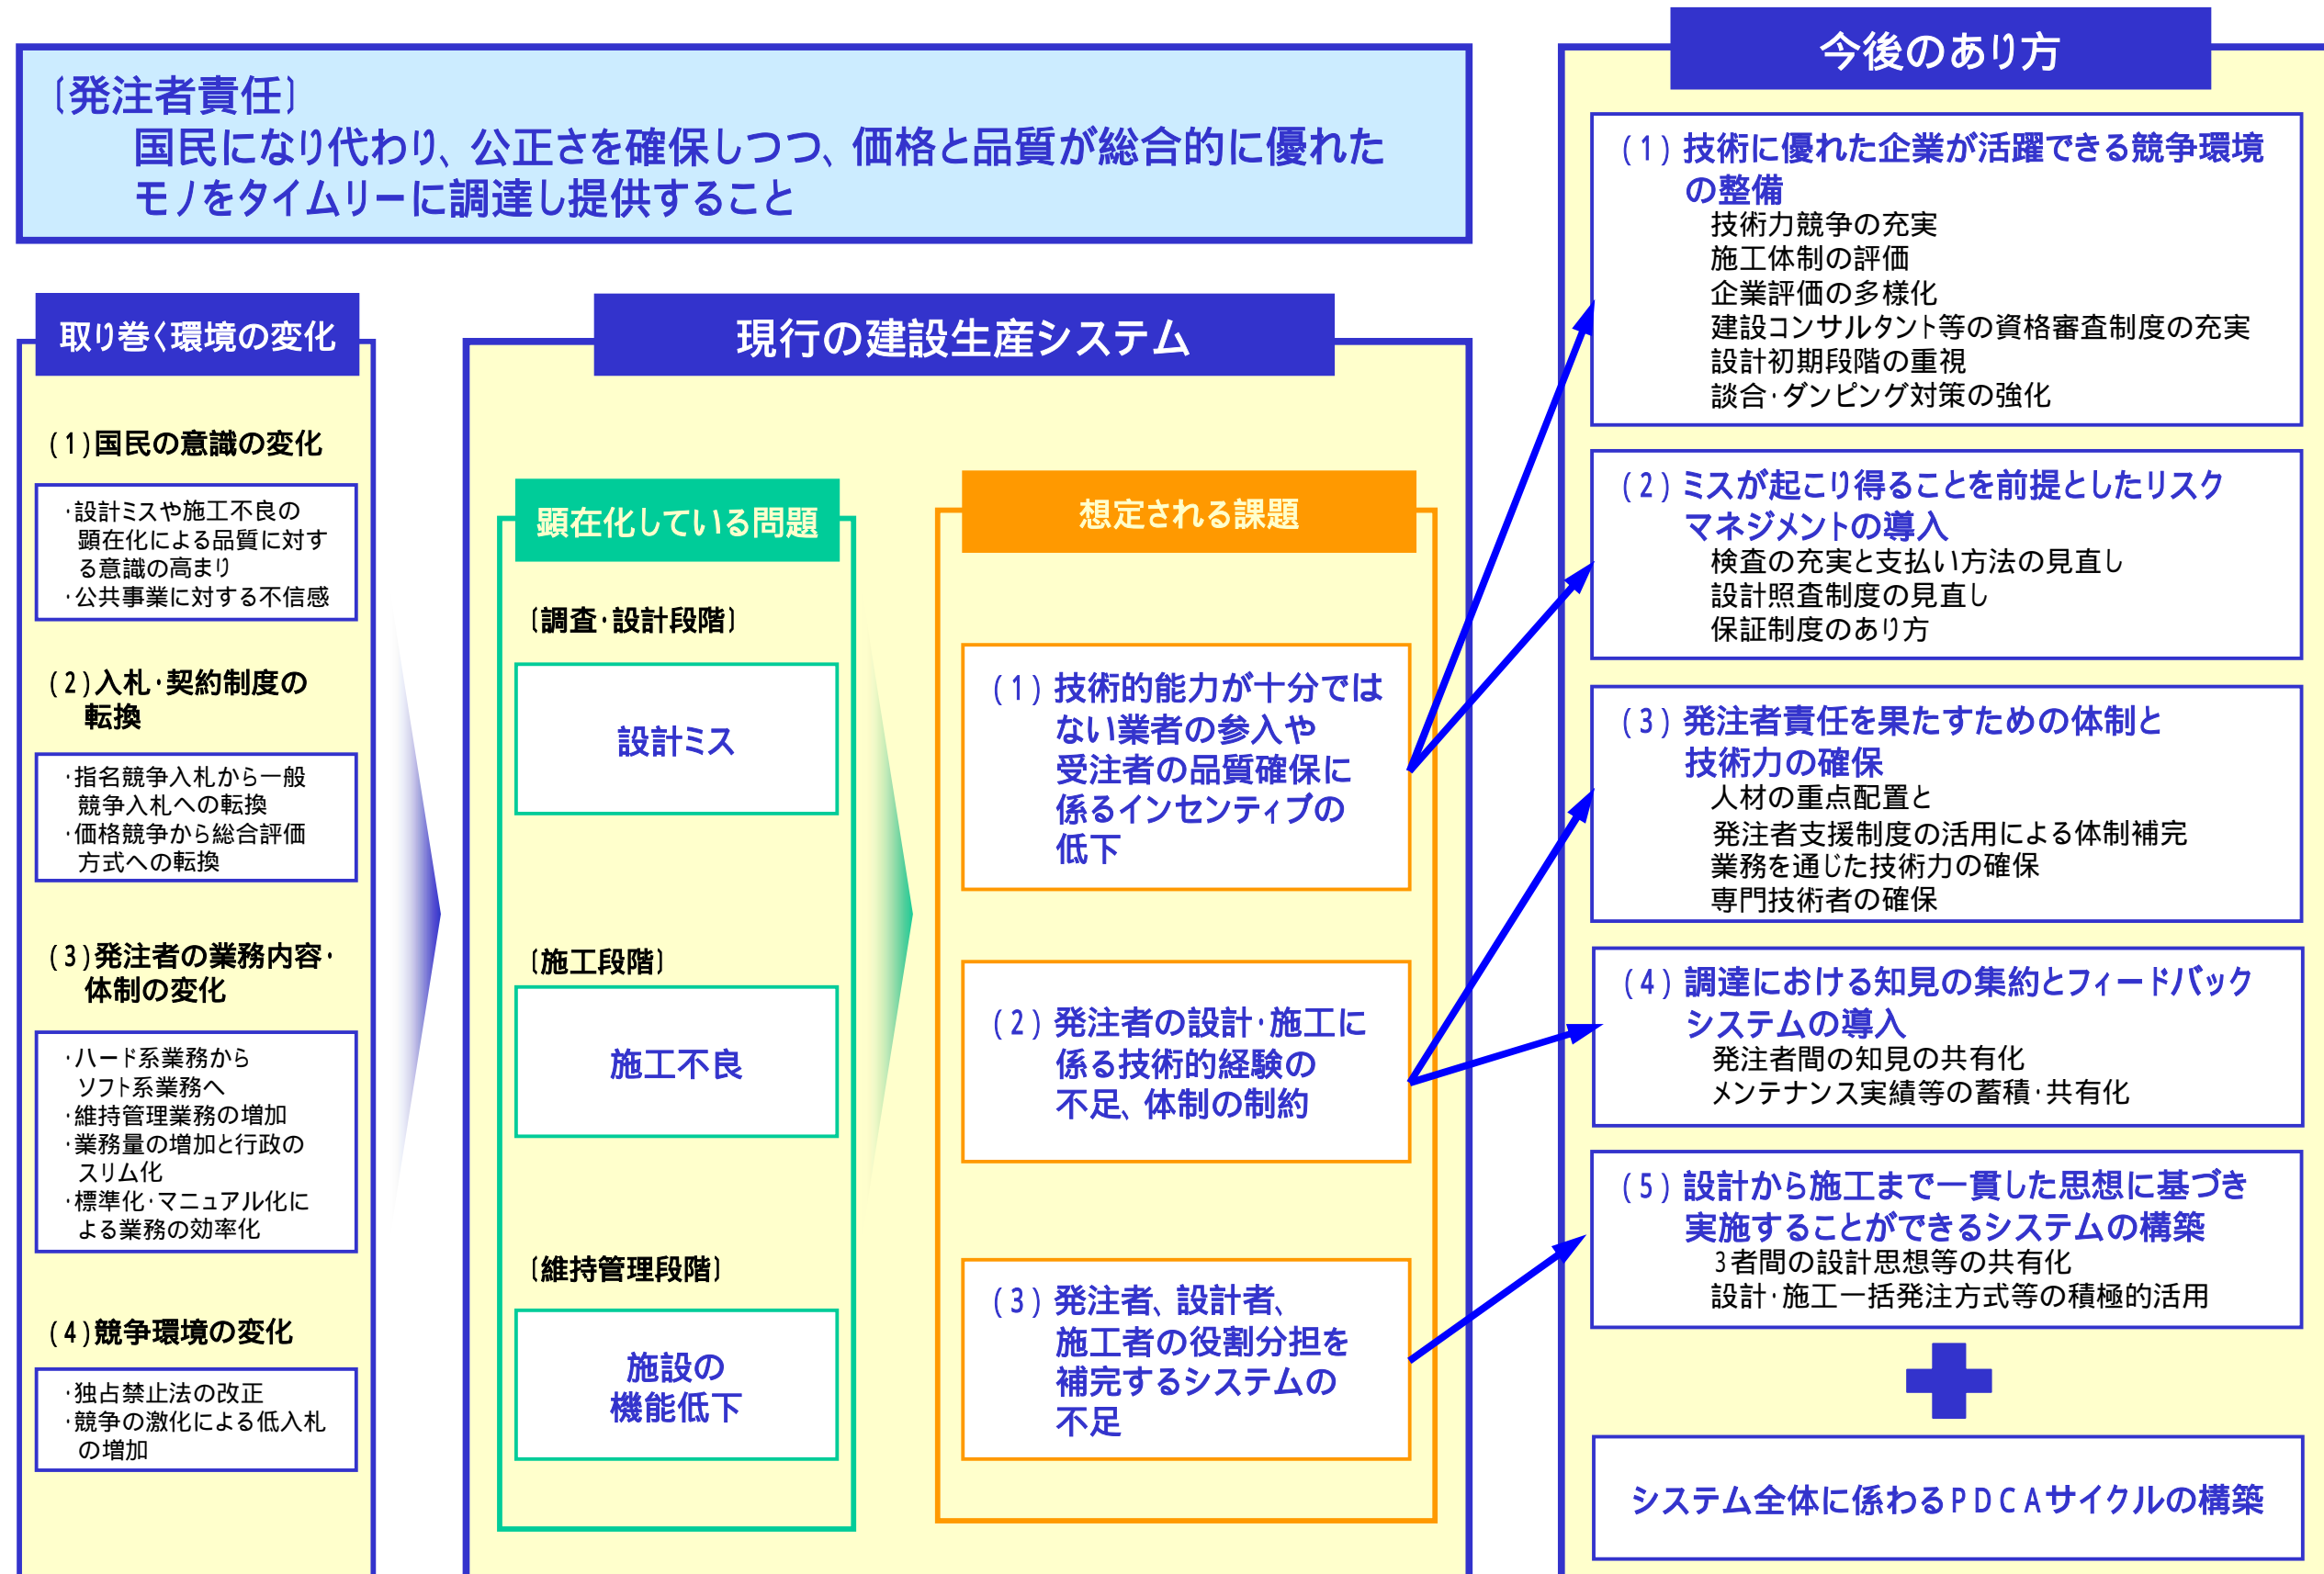 〔発注者責任〕
国民になり代わり、公正さを確保しつつ、価格と品質が総合的に優れた
モノをタイムリーに調達し提供すること
取り巻く環境の変化
(1)国民の意識の変化
・設計ミスや施工不良の
顕在化による品質に対す
る意識の高まり
・公共事業に対する不信感
(2)入札・契約制度の
転換
・指名競争入札から一般
競争入札への転換
・価格競争から総合評価
方式への転換
(3)発注者の業務内容・
体制の変化
・ハード系業務から
ソフト系業務へ
・維持管理業務の増加
・業務量の増加と行政の
スリム化
・標準化・マニュアル化に
よる業務の効率化
(4)競争環境の変化
・独占禁止法の改正
・競争の激化による低入札
の増加
現行の建設生産システム
顕在化している問題
〔調査・設計段階〕
設計ミス
〔施工段階〕
施工不良
〔維持管理段階〕
施設の
機能低下
想定される課題
(1)技術的能力が十分では
ない業者の参入や
受注者の品質確保に
係るインセンティブの
低下
(2)発注者の設計・施工に
係る技術的経験の
不足、体制の制約
(3)発注者、設計者、
施工者の役割分担を
補完するシステムの
不足
今後のあり方
(1)技術に優れた企業が活躍できる競争環境
の整備
技術力競争の充実
施工体制の評価
企業評価の多様化
建設コンサルタント等の資格審査制度の充実
設計初期段階の重視
談合・ダンピング対策の強化
(2)ミスが起こり得ることを前提としたリスク
マネジメントの導入
検査の充実と支払い方法の見直し
設計照査制度の見直し
保証制度のあり方
(3)発注者責任を果たすための体制と
技術力の確保
人材の重点配置と
発注者支援制度の活用による体制補完
業務を通じた技術力の確保
専門技術者の確保
(4)調達における知見の集約とフィードバック
システムの導入
発注者間の知見の共有化
メンテナンス実績等の蓄積・共有化
(5)設計から施工まで一貫した思想に基づき
実施することができるシステムの構築
3者間の設計思想等の共有化
設計・施工一括発注方式等の積極的活用
システム全体に係わるPDCAサイクルの構築